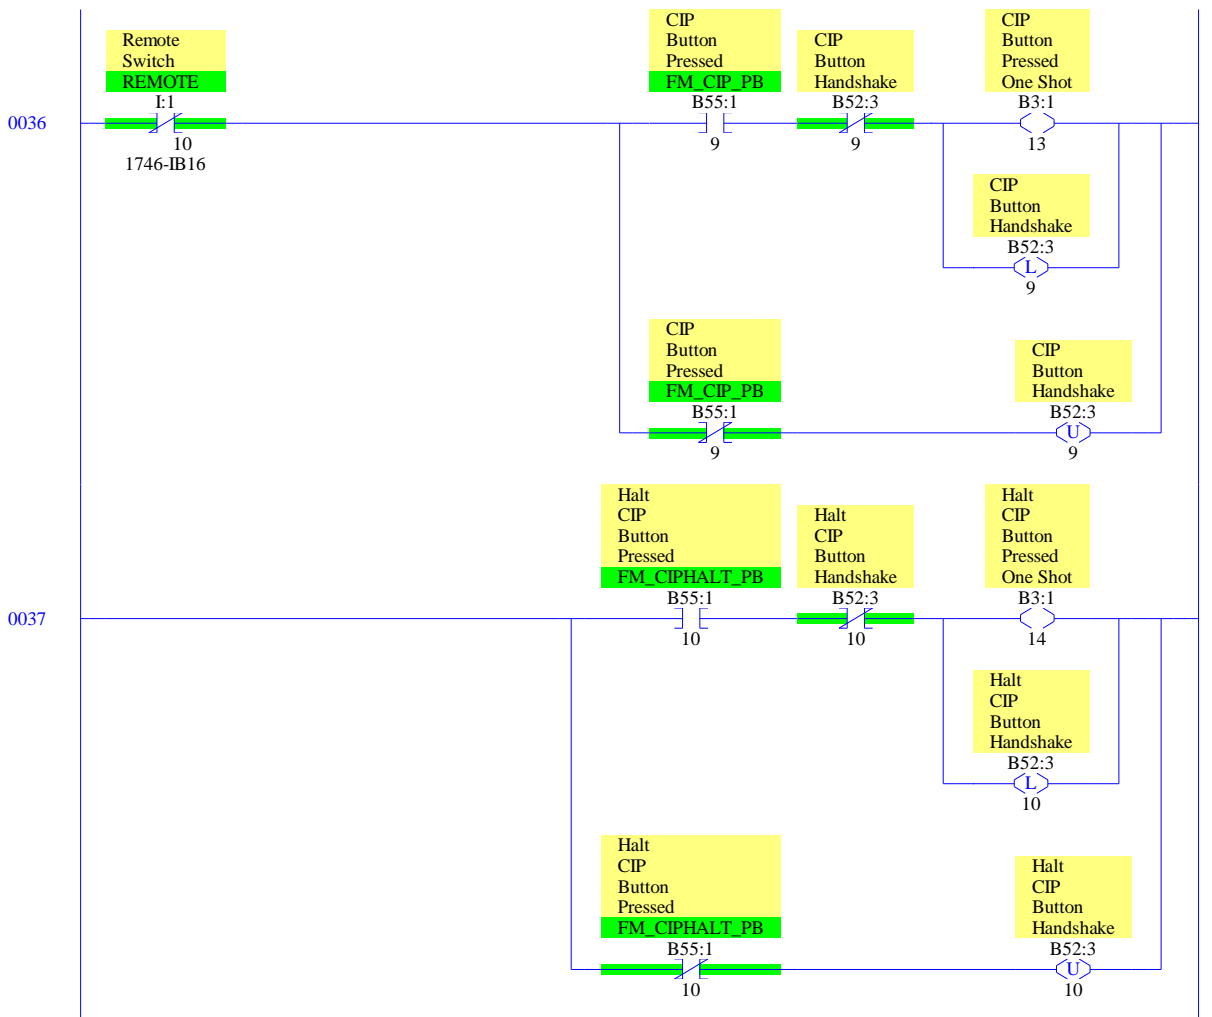 Remote
Switch
REMOTE
I:1
10
1746-IB16
CIP
Button
Pressed
FM_CIP_PB
B55:1
9
CIP
Button
Handshake
B52:3
9
CIP
Button
Pressed
One Shot
B3:1
13
0036
CIP
Button
Handshake
B52:3
L
9
CIP
Button
Pressed
FM_CIP_PB
B55:1
9
CIP
Button
Handshake
B52:3
U
9
Halt
CIP
Button
Pressed
FM_CIPHALT_PB
B55:1
10
Halt
CIP
Button
Handshake
B52:3
10
Halt
CIP
Button
Pressed
One Shot
B3:1
14
0037
Halt
CIP
Button
Handshake
B52:3
L
10
Halt
CIP
Button
Pressed
FM_CIPHALT_PB
B55:1
10
Halt
CIP
Button
Handshake
B52:3
U
10